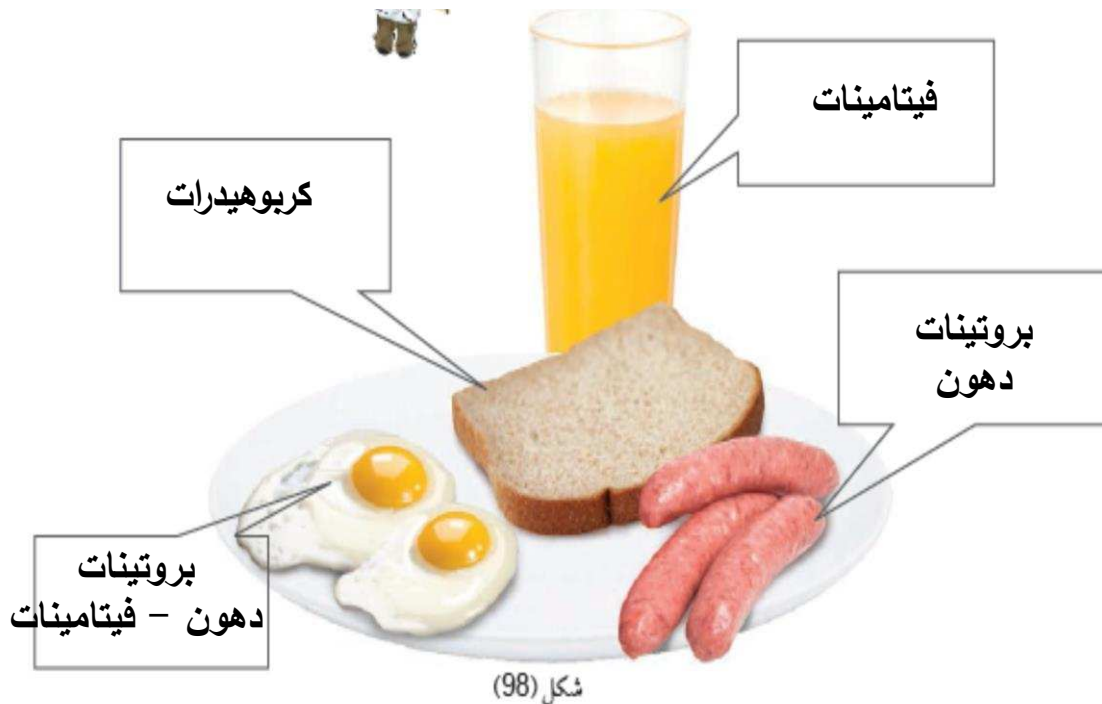 فيتامينات
كربوهيدرات
بروتينات
دهون
بروتينات
دهون - فيتامينات
شكل (98)